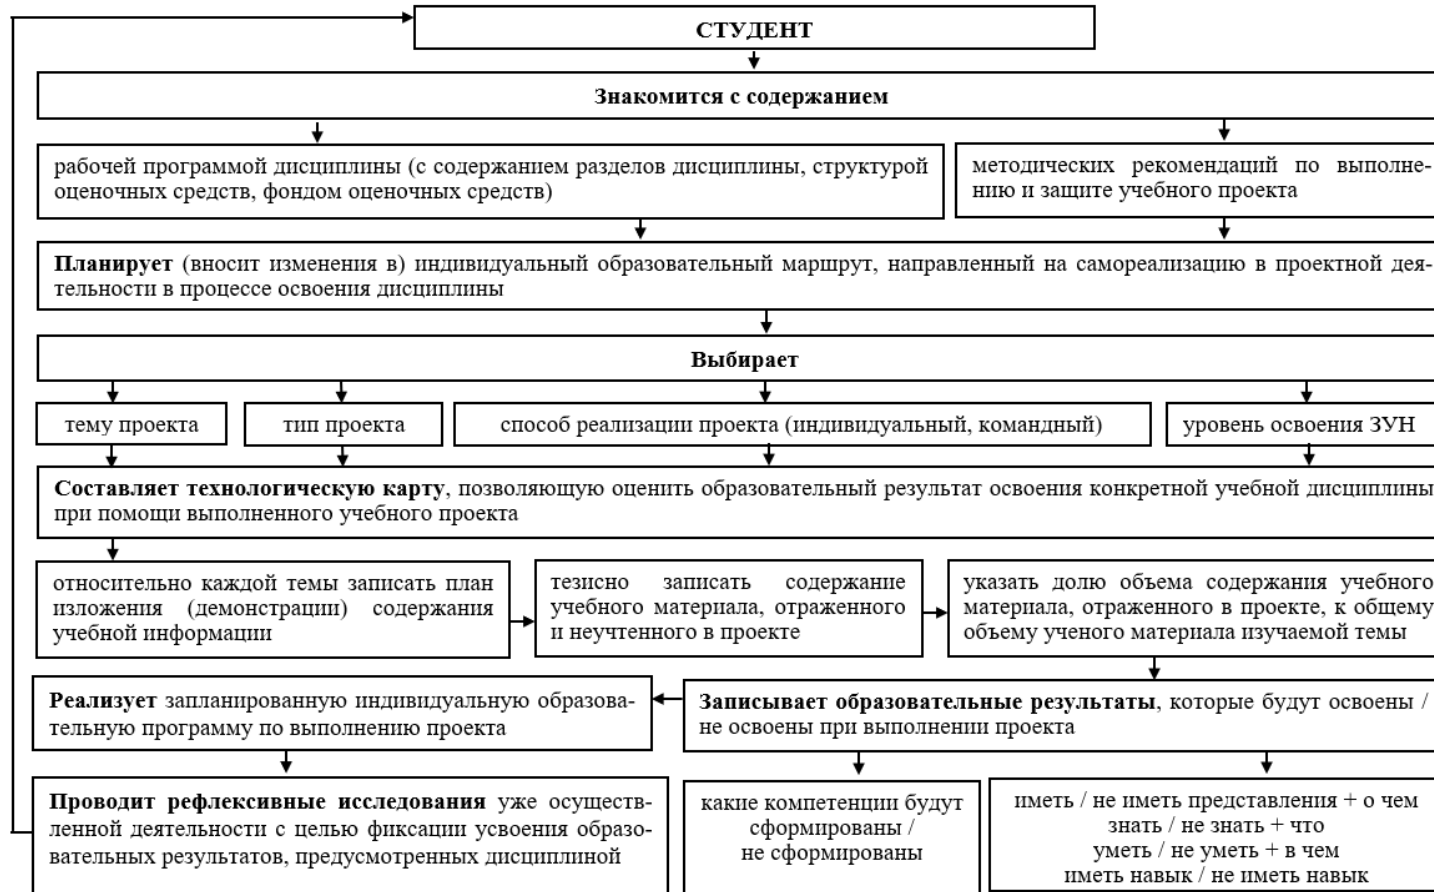 СТУДЕНТ
Знакомится с содержанием
рабочей программой дисциплины (с содержанием разделов дисциплины, структурой
оценочных средств, фондом оценочных средств)
методических рекомендаций по выполне-
нию и защите учебного проекта
Планирует (вносит изменения в) индивидуальный образовательный маршрут, направленный на самореализацию в проектной дея-
тельности в процессе освоения дисциплины
Выбирает
тему проекта
тип проекта
способ реализации проекта (индивидуальный, командный)
уровень освоения ЗУН
Составляет технологическую карту, позволяющую оценить образовательный результат освоения конкретной учебной дисциплины
при помощи выполненного учебного проекта
относительно каждой темы записать план
изложения (демонстрации) содержания
учебной информации
тезисно записать содержание
учебного материала, отраженного
и неучтенного в проекте
указать долю объема содержания учебного
материала, отраженного в проекте, к общему
объему ученого материала изучаемой темы
Реализует запланированную индивидуальную образова-
тельную программу по выполнению проекта
Записывает образовательные результаты, которые будут освоены /
не освоены при выполнении проекта
Проводит рефлексивные исследования уже осуществ-
ленной деятельности с целью фиксации усвоения образо-
вательных результатов, предусмотренных дисциплиной
какие компетенции будут
сформированы /
не сформированы
иметь / не иметь представления + о чем
знать / не знать + что
уметь / не уметь + в чем
иметь навык / не иметь навык